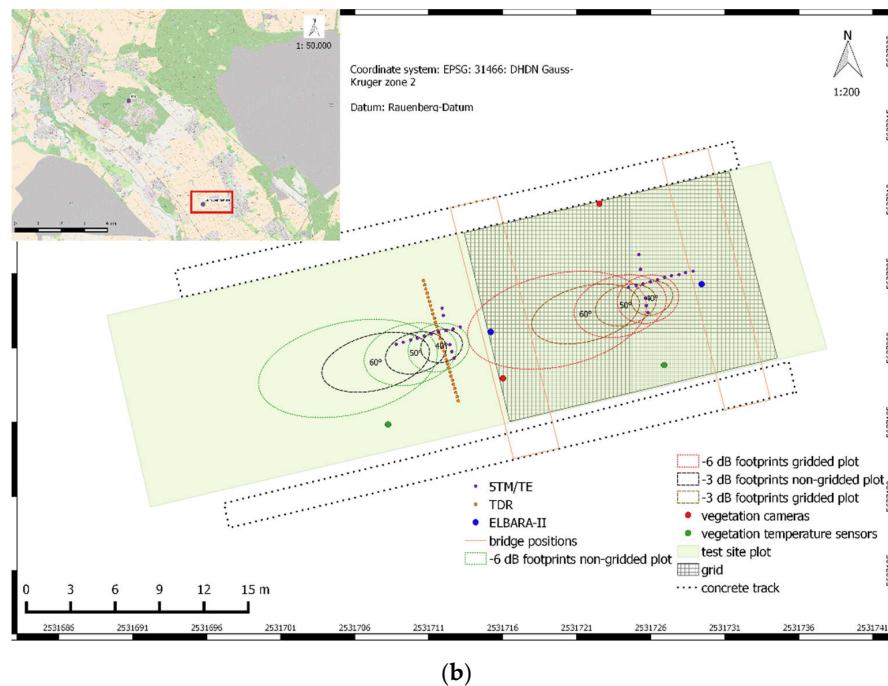 1: 50.000
Coordinate system: EPSG: 31466: DHDN Gauss-
Kruger zone 2
Datum: Rauenberg-Datum
N
1:200
60°
50°
40°
60°
50°
40°
5TM/TE
TDR
ELBARA-II
bridge positions
-6 dB footprints non-gridded plot
-6 dB footprints gridded plot
-3 dB footprints non-gridded plot
-3 dB footprints gridded plot
vegetation cameras
vegetation temperature sensors
test site plot
grid
concrete track
0 3 6 9 12 15 m
2531685 2531691 2531696 2531701 2531706 2531711 2531716 2531721 2531726 2531731 2531736 2531741
(b)